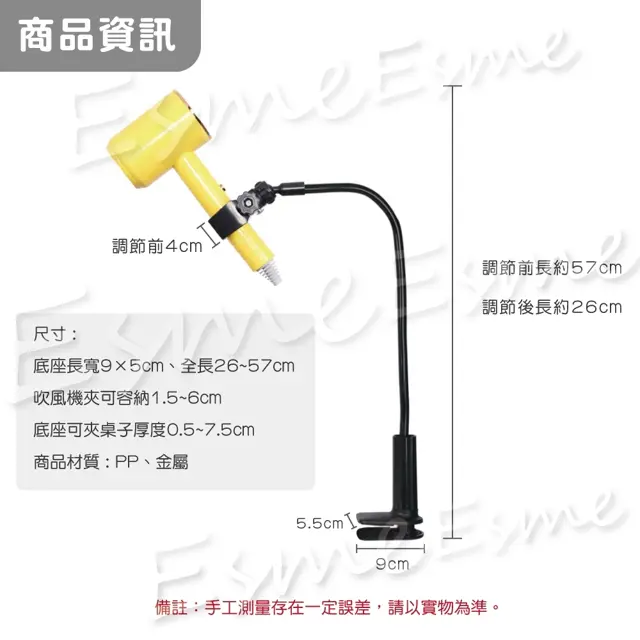 商品資訊
EsmeEsme
調節前4cm
調節前長約57cm
調節後長約26cm
EsmeEsme
尺寸：
底座長寬9×5cm、全長26~57cm
吹風機夾可容納1.5~6cm
底座可夾桌子厚度0.5~7.5cm
商品材質：PP、金屬
5.5cm
9cm
EsmeEsme
備註：手工測量存在一定誤差，請以實物為準。